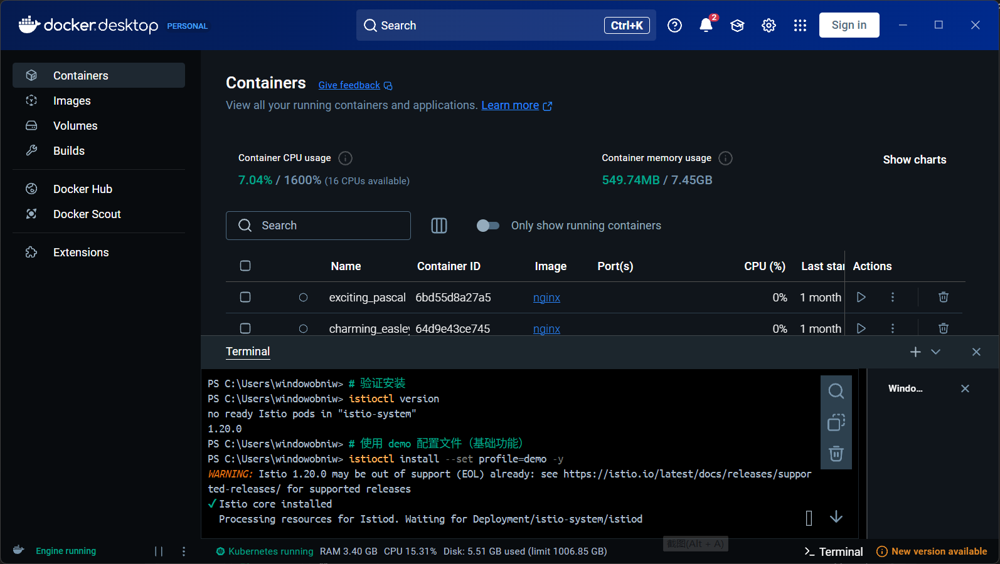 docker desktop PERSONAL
Search Ctrl+K
2
Sign in
Containers
Images
Volumes
Builds
Docker Hub
Docker Scout
Extensions
Containers Give feedback
View all your running containers and applications. Learn more
Container CPU usage
7.04% / 1600% (16 CPUs available)
Container memory usage
549.74MB / 7.45GB
Show charts
Search
Only show running containers
Name Container ID Image Port(s) CPU (%) Last star Actions
exciting_pascal 6bd55d8a27a5 nginx 0% 1 month
charming_easley 64d9e43ce745 nginx 0% 1 month
Terminal
PS C:\Users\windowobniw> # 验证安装
PS C:\Users\windowobniw> istioctl version
no ready Istio pods in "istio-system"
1.20.0
PS C:\Users\windowobniw> # 使用 demo 配置文件（基础功能）
PS C:\Users\windowobniw> istioctl install --set profile=demo -y
WARNING: Istio 1.20.0 may be out of support (EOL) already: see https://istio.io/latest/docs/releases/suppor
ted-releases/ for supported releases
✔ Istio core installed
Processing resources for Istiod. Waiting for Deployment/istio-system/istiod
Windo...
截图(Alt + A)
Engine running
Kubernetes running RAM 3.40 GB CPU 15.31% Disk: 5.51 GB used (limit 1006.85 GB)
>_ Terminal
New version available